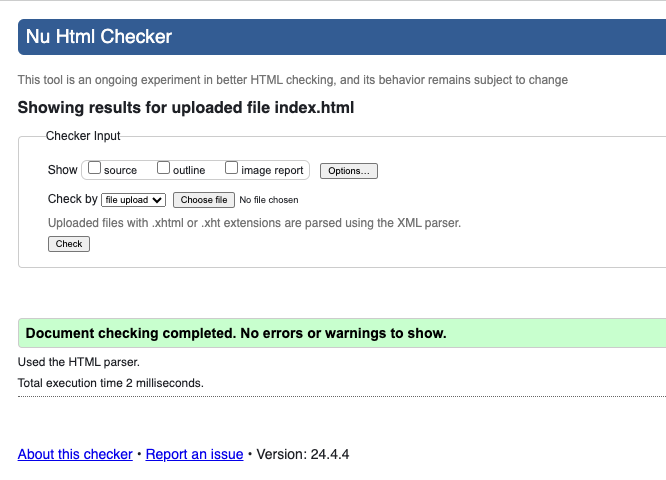 Nu Html Checker
This tool is an ongoing experiment in better HTML checking, and its behavior remains subject to change
Showing results for uploaded file index.html
Checker Input
Show source outline image report Options...
Check by file upload Choose file No file chosen
Uploaded files with .xhtml or .xht extensions are parsed using the XML parser.
Check
Document checking completed. No errors or warnings to show.
Used the HTML parser.
Total execution time 2 milliseconds.
About this checker • Report an issue • Version: 24.4.4